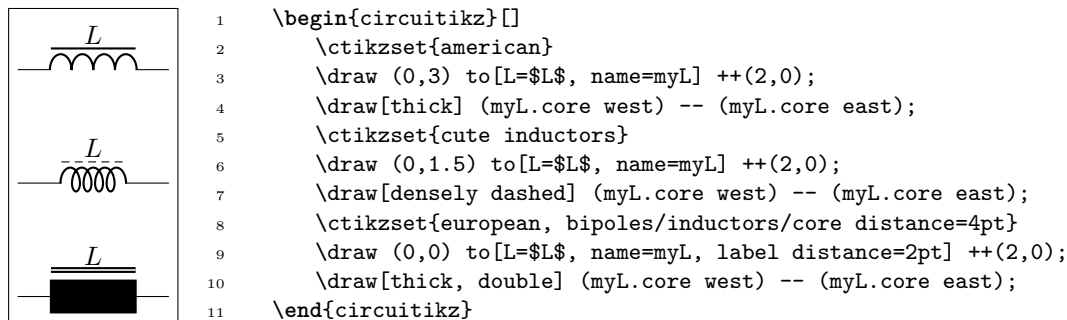 L
L
L
1 \begin{circuitikz}[]
2 \ctikzset{american}
3 \draw (0,3) to[L=$L$, name=myL] ++(2,0);
4 \draw[thick] (myL.core west) -- (myL.core east);
5 \ctikzset{cute inductors}
6 \draw (0,1.5) to[L=$L$, name=myL] ++(2,0);
7 \draw[densely dashed] (myL.core west) -- (myL.core east);
8 \ctikzset{european, bipoles/inductors/core distance=4pt}
9 \draw (0,0) to[L=$L$, name=myL, label distance=2pt] ++(2,0);
10 \draw[thick, double] (myL.core west) -- (myL.core east);
11 \end{circuitikz}